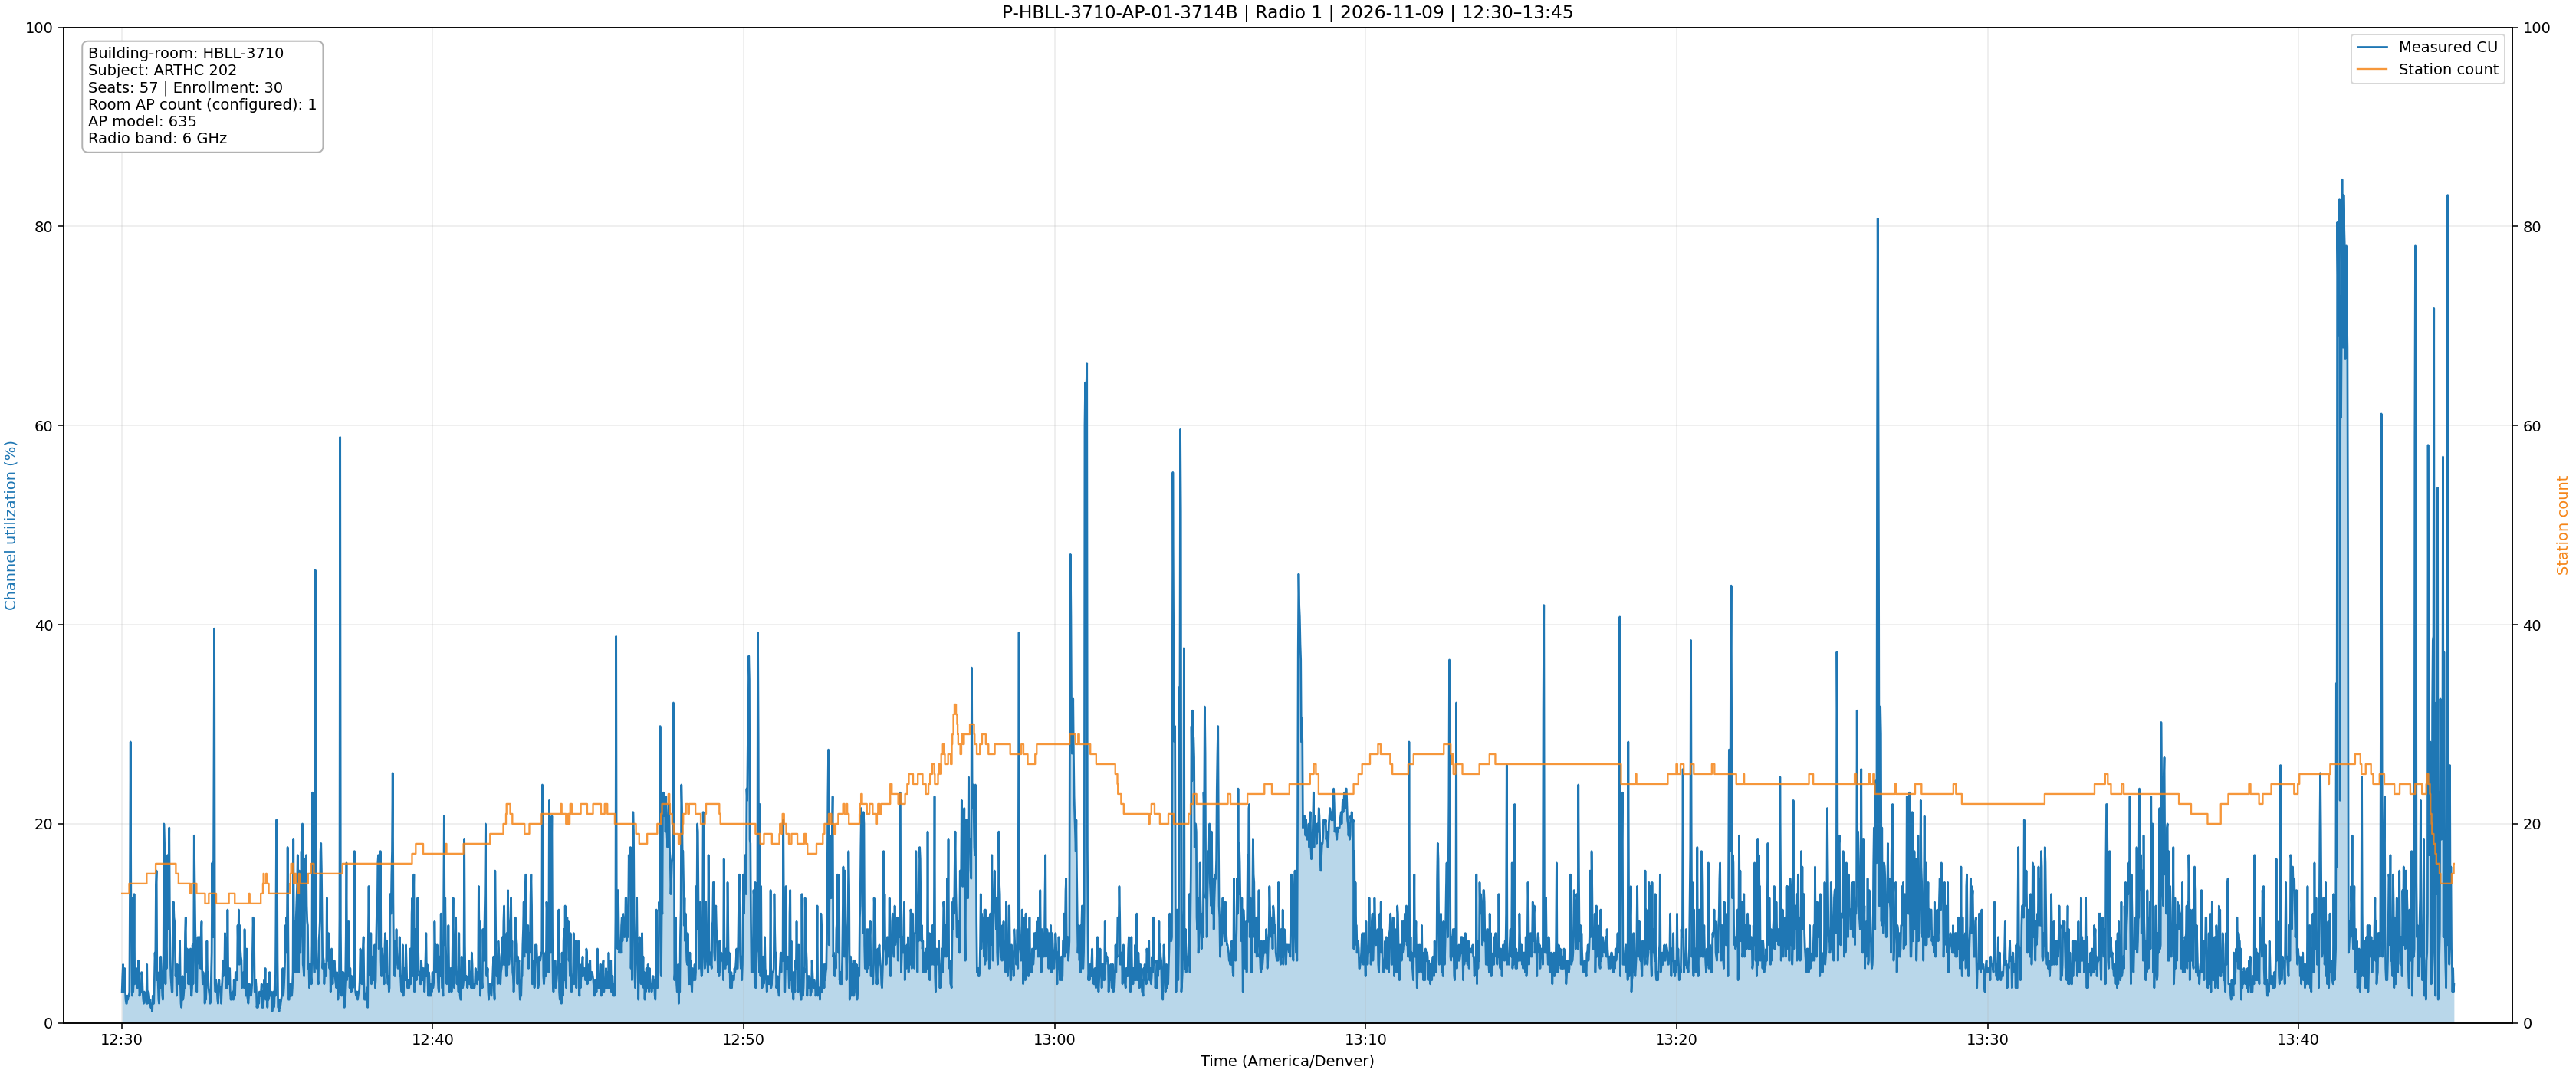 P-HBLL-3710-AP-01-3714B | Radio 1 | 2026-11-09 | 12:30–13:45
Building-room: HBLL-3710
Subject: ARTHC 202
Seats: 57 | Enrollment: 30
Room AP count (configured): 1
AP model: 635
Radio band: 6 GHz
Measured CU
Station count
Channel utilization (%)
100
80
60
40
20
0
100
80
60
40
20
0
Station count
12:30 12:40 12:50 13:00 13:10 13:20 13:30 13:40
Time (America/Denver)